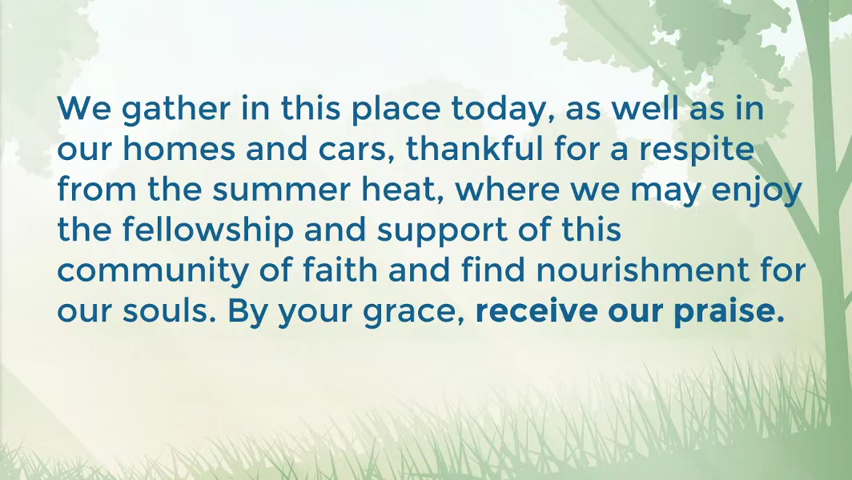 We gather in this place today, as well as in
our homes and cars, thankful for a respite
from the summer heat, where we may enjoy
the fellowship and support of this
community of faith and find nourishment for
our souls. By your grace, receive our praise.